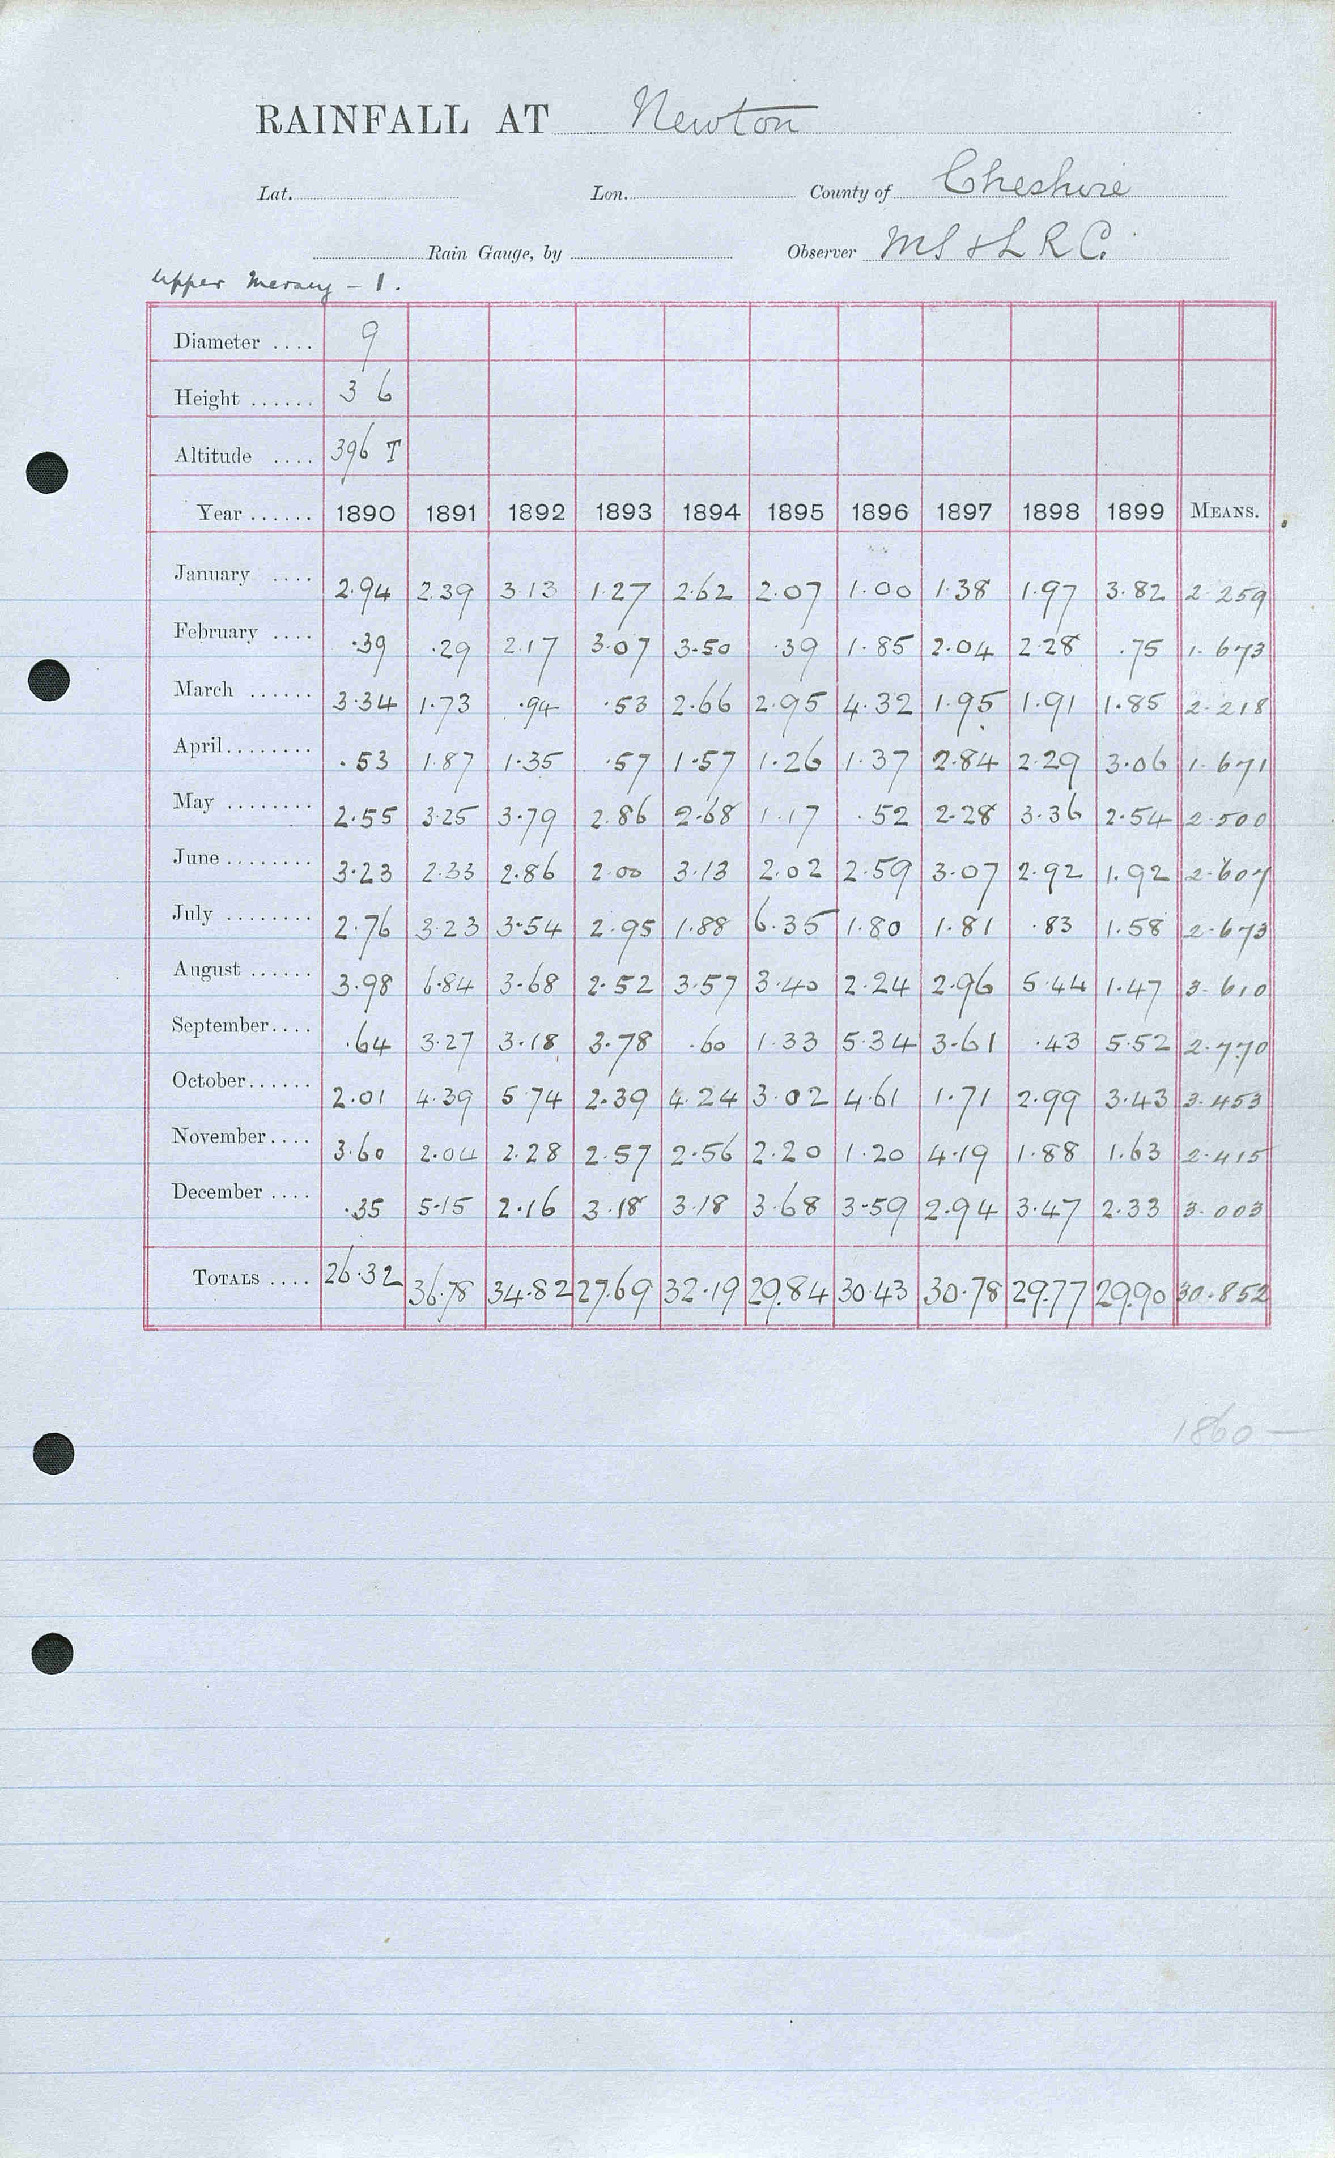 RAINFALL AT Newton
Lat. Lon. County of Cheshire
Rain Gauge, by Observer MS & L R C.
Upper Mersey - 1.
Diameter .... 9
Height ...... 3 6
Altitude .... 396 T
Year ...... 1890 1891 1892 1893 1894 1895 1896 1897 1898 1899 MEANS.
January .... 2.94 2.39 3.13 1.27 2.62 2.07 1.00 1.38 1.97 3.82 2.259
February .... .39 .29 2.17 3.07 3.50 .39 1.85 2.04 2.28 .75 1.673
March ...... 3.34 1.73 .94 .53 2.66 2.95 4.32 1.95 1.91 1.85 2.218
April ........ .53 1.87 1.35 .57 1.57 1.26 1.37 2.84 2.29 3.06 1.671
May ........ 2.55 3.25 3.79 2.86 2.68 1.17 .52 2.28 3.36 2.54 2.500
June ........ 3.23 2.33 2.86 2.00 3.13 2.02 2.59 3.07 2.92 1.92 2.607
July ........ 2.76 3.23 3.54 2.95 1.88 6.35 1.80 1.81 .83 1.58 2.673
August ...... 3.98 6.84 3.68 2.52 3.57 3.40 2.24 2.96 5.44 1.47 3.610
September .... .64 3.27 3.18 3.78 .60 1.33 5.34 3.61 .43 5.52 2.770
October ...... 2.01 4.39 5.74 2.39 4.24 3.02 4.61 1.71 2.99 3.43 3.453
November .... 3.60 2.04 2.28 2.57 2.56 2.20 1.20 4.19 1.88 1.63 2.415
December .... .35 5.15 2.16 3.18 3.18 3.68 3.59 2.94 3.47 2.33 3.003
TOTALS .... 26.32 36.78 34.82 27.69 32.19 29.84 30.43 30.78 29.77 29.90 30.852
1860 —